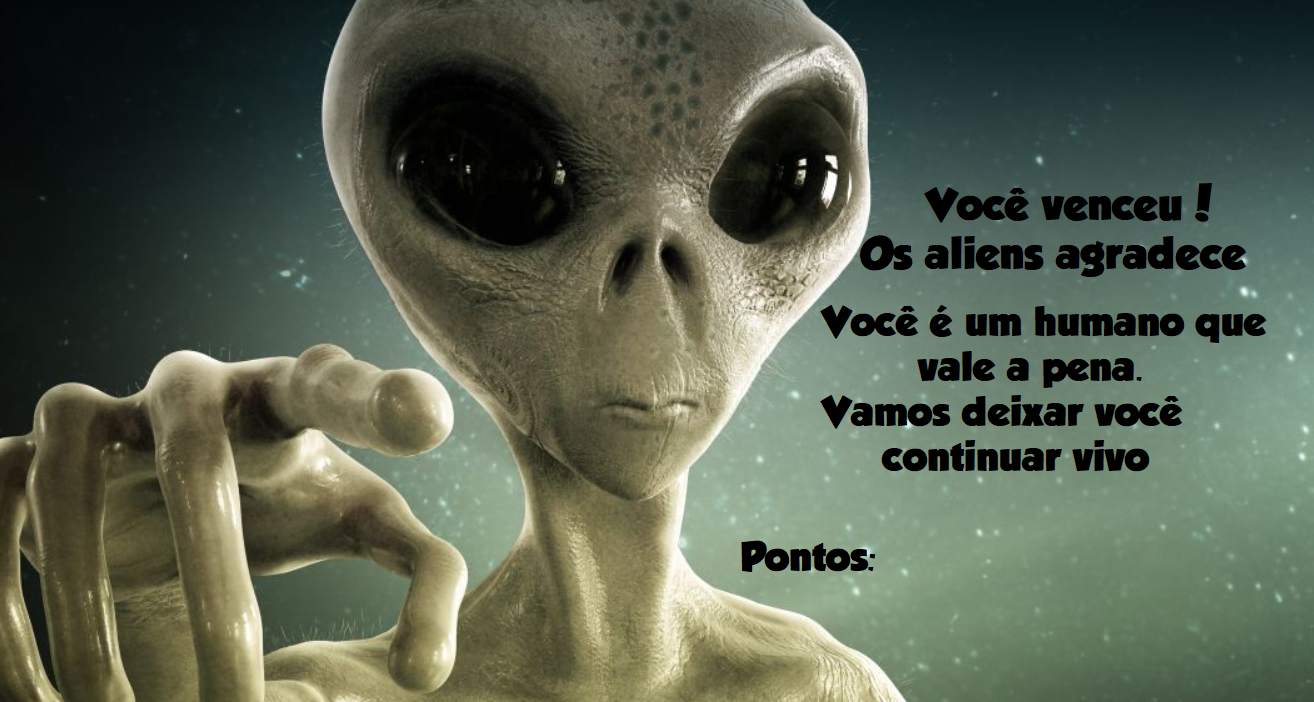 Você venceu!
Os aliens agradece
Você é um humano que
vale a pena.
Vamos deixar você
continuar vivo
Pontos: